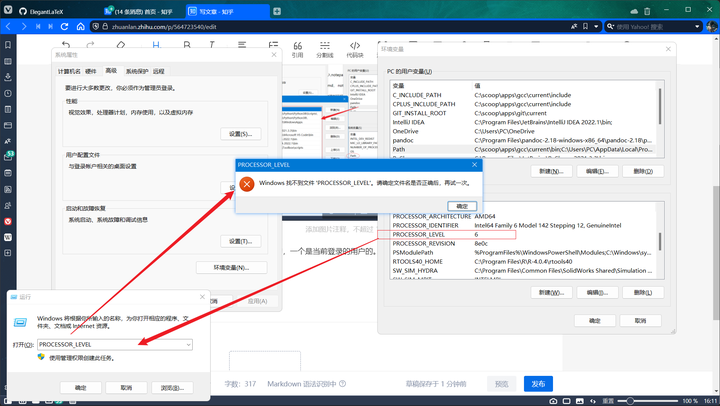 ElegantLaTeX
(14 条消息) 首页 - 知乎
写文章 - 知乎
zhuanlan.zhihu.com/p/564723540/edit
使用 Yahoo! 搜索
引用
分割线
代码块
系统属性
计算机名
硬件
高级
系统保护
远程
要进行大多数更改，你必须作为管理员登录。
性能
视觉效果，处理器计划，内存使用，以及虚拟内存
设置(S)...
用户配置文件
与登录帐户相关的桌面设置
启动和故障恢复
系统启动、系统故障和调试信息
设置(T)...
环境变量(N)...
取消
应用(A)
环境变量
PC 的用户变量(U)
变量
值
C_INCLUDE_PATH
C:\scoop\apps\gcc\current\include
CPLUS_INCLUDE_PATH
C:\scoop\apps\gcc\current\include
GIT_INSTALL_ROOT
C:\scoop\apps\git\current
IntelliJ IDEA
C:\Program Files\JetBrains\IntelliJ IDEA 2022.1\bin;
OneDrive
C:\Users\PC\OneDrive
pandoc
C:\scoop\apps\pandoc-2.18-windows-x86_64\pandoc-2.18\p...
Path
C:\scoop\apps\gcc\current\bin;C:\Users\PC\AppData\Local\Pro...
新建(N)...
编辑(E)...
删除(D)
PROCESSOR_LEVEL
Windows 找不到文件 'PROCESSOR_LEVEL'。请确定文件名是否正确后，再试一次。
确定
PROCESSOR_ARCHITECTURE
AMD64
PROCESSOR_IDENTIFIER
Intel64 Family 6 Model 142 Stepping 12, GenuineIntel
PROCESSOR_LEVEL
6
PROCESSOR_REVISION
8e0c
PSModulePath
%ProgramFiles%\WindowsPowerShell\Modules;C:\Windows\sy...
RTOOLS40_HOME
C:\Program Files\R\R-4.0.4\rtools40
SW_SIM_HYDRA
C:\Program Files\Common Files\SolidWorks Shared\Simulation ...
新建(W)...
编辑(I)...
删除(L)
确定
取消
添加图片注释，不超过
，一个是当前登录的用户的。
运行
Windows 将根据你所输入的名称，为你打开相应的程序、文件夹、文档或 Internet 资源。
打开(O):
PROCESSOR_LEVEL
使用管理权限创建此任务。
确定
取消
浏览(B)...
字数：317
Markdown 语法识别中
草稿保存于 1 分钟前
预览
发布
重置
100 %
16:11